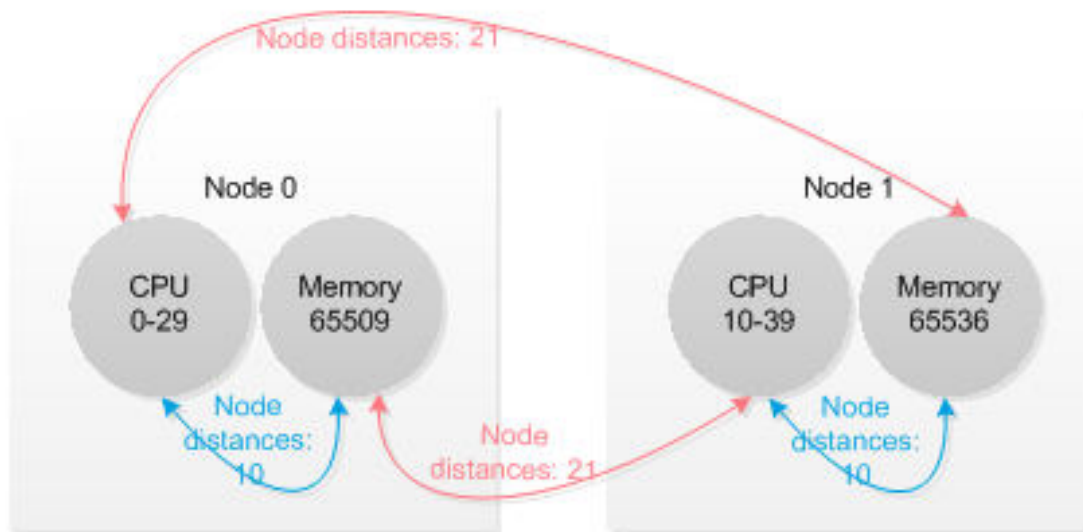 Node distances: 21
Node 0
Node 1
CPU
0-29
Memory
65509
CPU
10-39
Memory
65536
Node
distances:
10
Node
distances: 21
Node
distances:
10